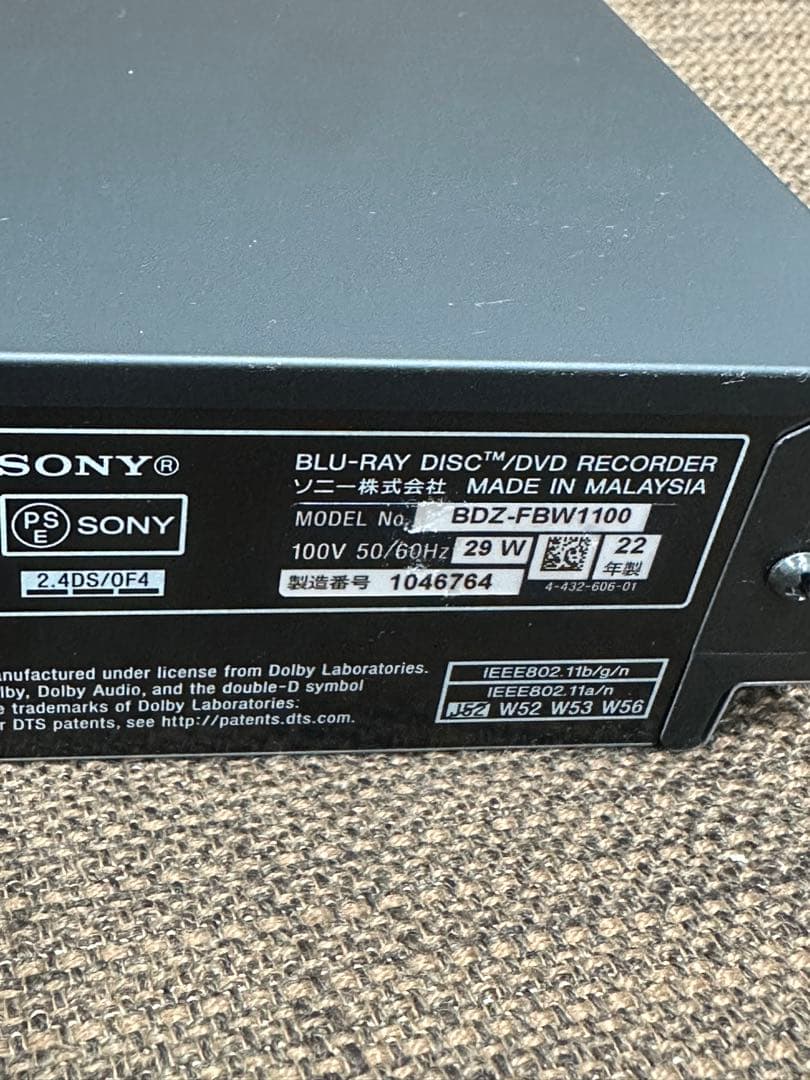 SONY®
PSE SONY
2.4DS/OF4
BLU-RAY DISC™/DVD RECORDER
ソニー株式会社 MADE IN MALAYSIA
MODEL No. BDZ-FBW1100
100V 50/60Hz 29 W 22年製
製造番号 1046764
4-432-606-01
anufactured under license from Dolby Laboratories.
lby, Dolby Audio, and the double-D symbol
e trademarks of Dolby Laboratories.
r DTS patents, see http://patents.dts.com.
IEEE802.11b/g/n
IEEE802.11a/n
J52 W52 W53 W56